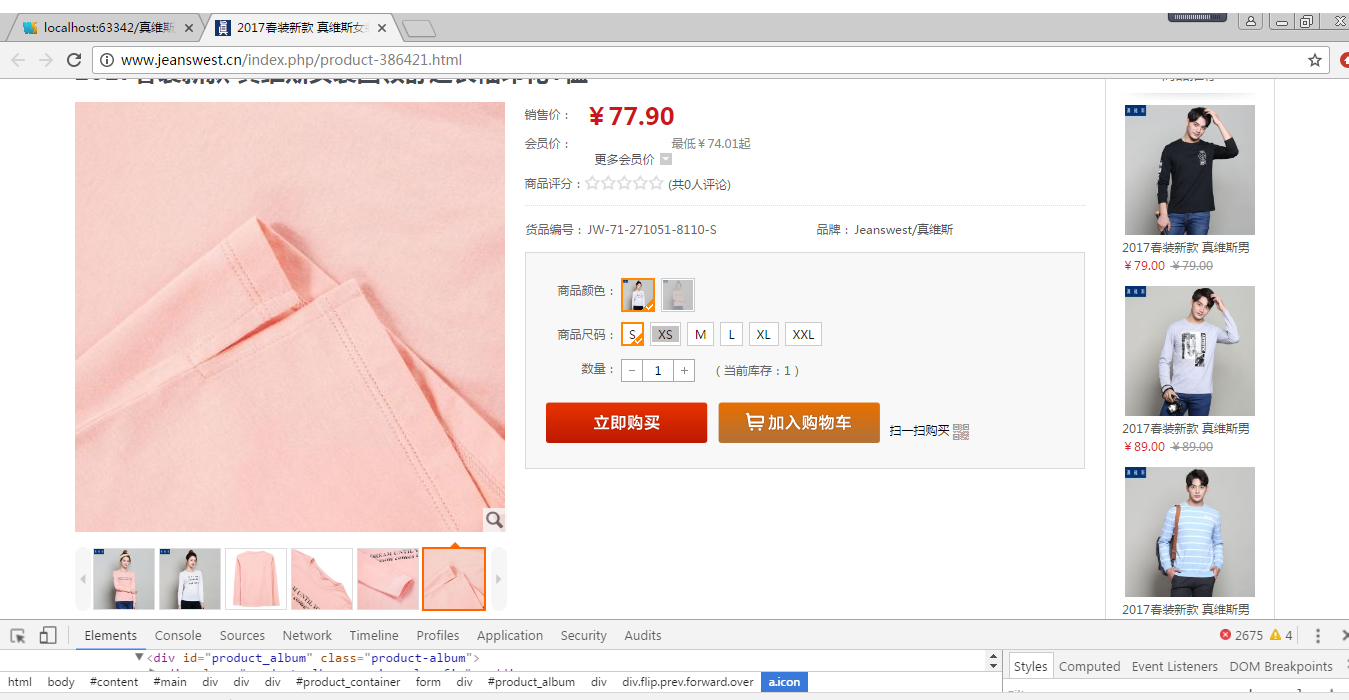 localhost:63342/真维斯
2017春装新款 真维斯女
www.jeanswest.cn/index.php/product-386421.html
销售价： ¥77.90
会员价： 最低￥74.01起
更多会员价
商品评分： (共0人评论)
货品编号： JW-71-271051-8110-S 品牌： Jeanswest/真维斯
商品颜色：
商品尺码： S XS M L XL XXL
数量： − 1 + ( 当前库存：1 )
立即购买 加入购物车 扫一扫购买
2017春装新款 真维斯男
￥79.00 ￥79.00
2017春装新款 真维斯男
￥89.00 ￥89.00
2017春装新款 真维斯男
Elements Console Sources Network Timeline Profiles Application Security Audits 2675 4
<div id="product_album" class="product-album">
Styles Computed Event Listeners DOM Breakpoints
html body #content #main div div div #product_container form div #product_album div div.flip.prev.forward.over a.icon